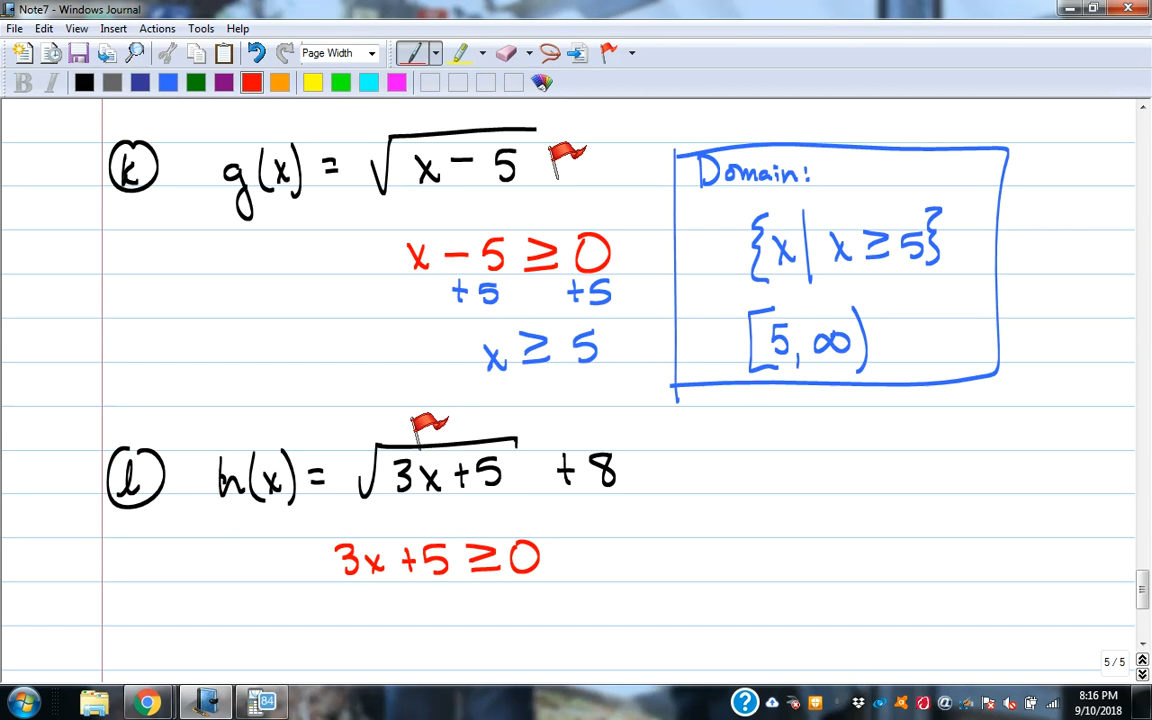 Note7 - Windows Journal
File Edit View Insert Actions Tools Help
Page Width
B I
k g(x) = √x - 5
x - 5 ≥ 0
+5 +5
x ≥ 5
Domain:
{x| x ≥ 5}
[5, ∞)
l h(x) = √3x+5 + 8
3x + 5 ≥ 0
5 / 5
84
8:16 PM
9/10/2018